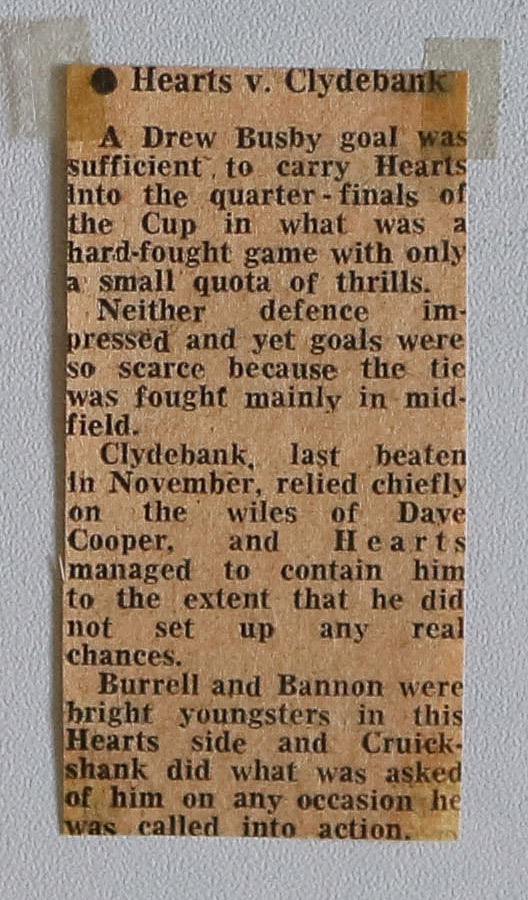 ● Hearts v. Clydebank
A Drew Busby goal was
sufficient to carry Hearts
into the quarter-finals of
the Cup in what was a
hard-fought game with only
a small quota of thrills.
Neither defence im-
pressed and yet goals were
so scarce because the tie
was fought mainly in mid-
field.
Clydebank, last beaten
in November, relied chiefly
on the wiles of Dave
Cooper, and Hearts
managed to contain him
to the extent that he did
not set up any real
chances.
Burrell and Bannon were
bright youngsters in this
Hearts side and Cruick-
shank did what was asked
of him on any occasion he
was called into action.